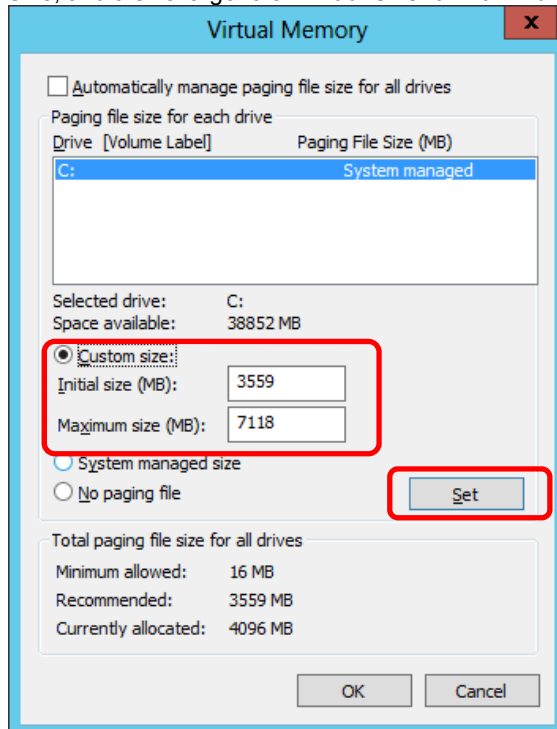 Virtual Memory
x
Automatically manage paging file size for all drives
Paging file size for each drive
Drive [Volume Label] Paging File Size (MB)
C: System managed
Selected drive: C:
Space available: 38852 MB
Custom size:
Initial size (MB): 3559
Maximum size (MB): 7118
System managed size
No paging file Set
Total paging file size for all drives
Minimum allowed: 16 MB
Recommended: 3559 MB
Currently allocated: 4096 MB
OK Cancel